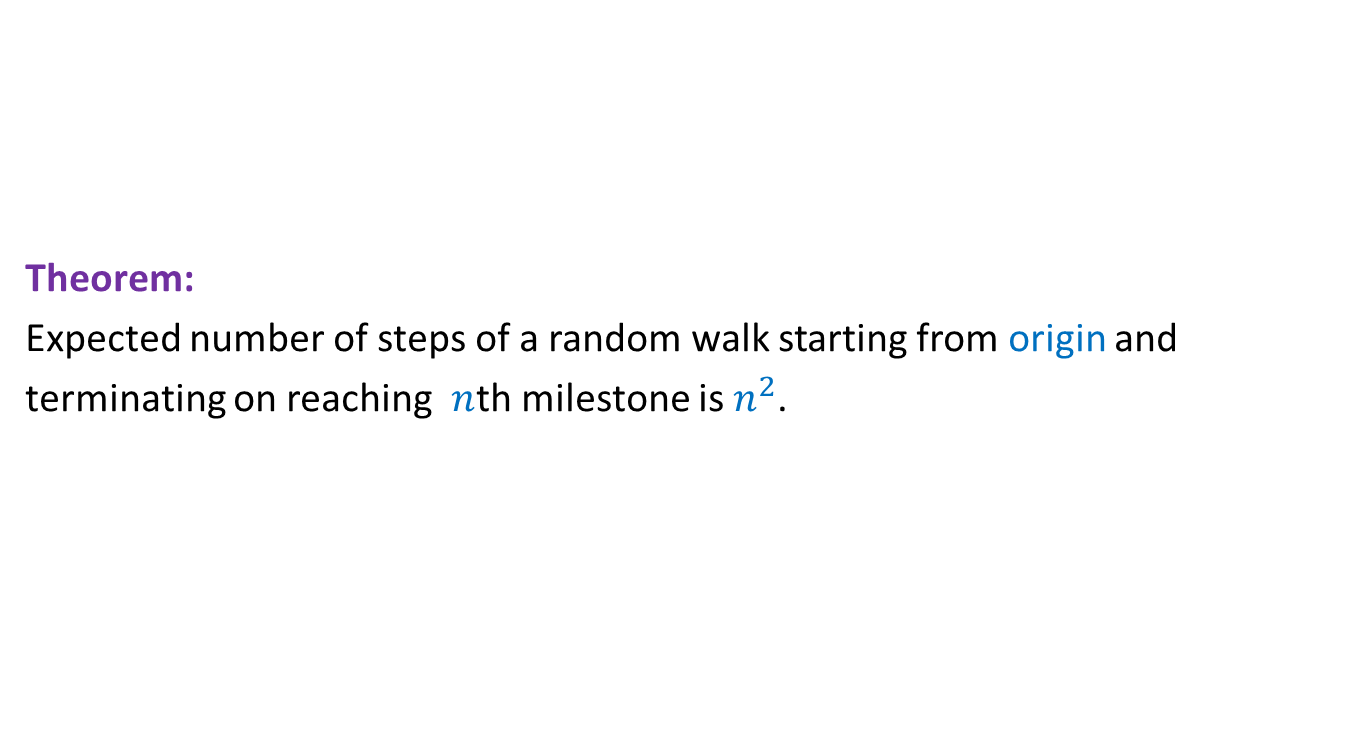 Theorem:
Expected number of steps of a random walk starting from origin and
terminating on reaching nth milestone is n².